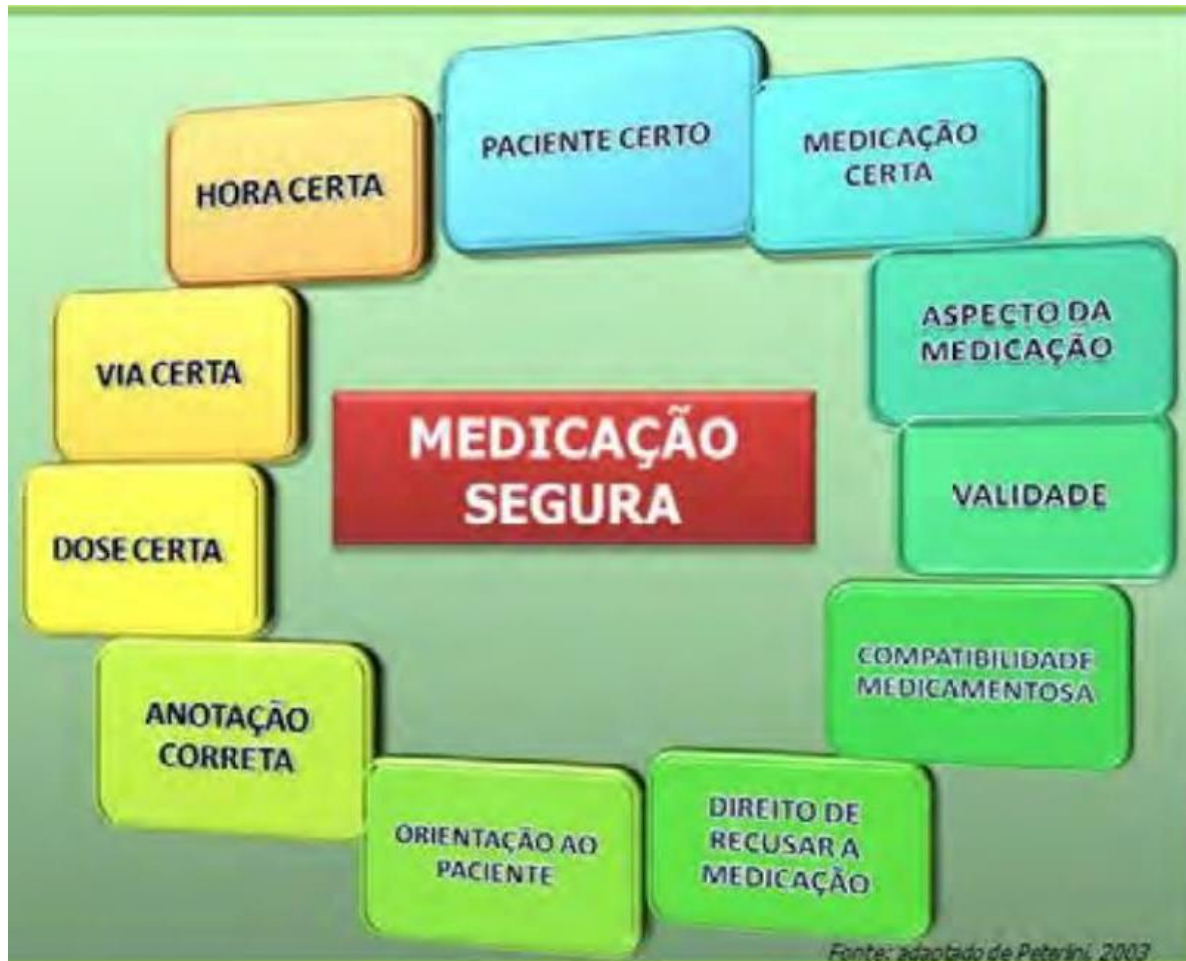 PACIENTE CERTO
MEDICAÇÃO
CERTA
ASPECTO DA
MEDICAÇÃO
VALIDADE
COMPATIBILIDADE
MEDICAMENTOSA
DIREITO DE
RECUSAR A
MEDICAÇÃO
ORIENTAÇÃO AO
PACIENTE
ANOTAÇÃO
CORRETA
DOSE CERTA
VIA CERTA
HORA CERTA
MEDICAÇÃO
SEGURA
Fonte: adaptado de Peterlini, 2003